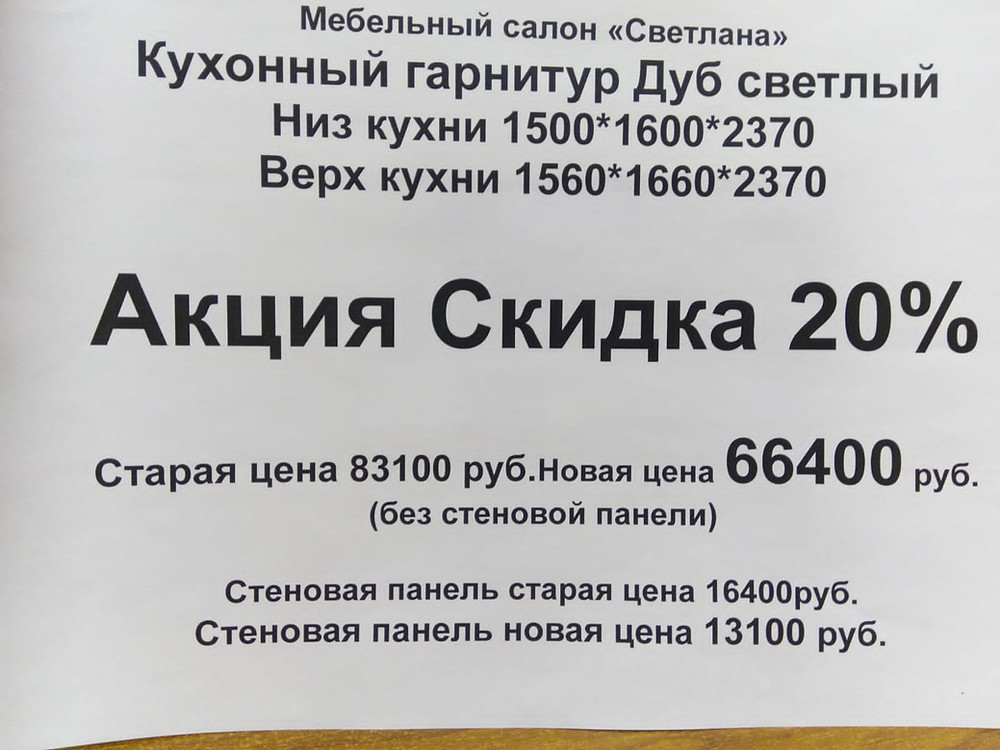 Мебельный салон «Светлана»
Кухонный гарнитур Дуб светлый
Низ кухни 1500*1600*2370
Верх кухни 1560*1660*2370
Акция Скидка 20%
Старая цена 83100 руб.Новая цена 66400 руб.
(без стеновой панели)
Стеновая панель старая цена 16400руб.
Стеновая панель новая цена 13100 руб.